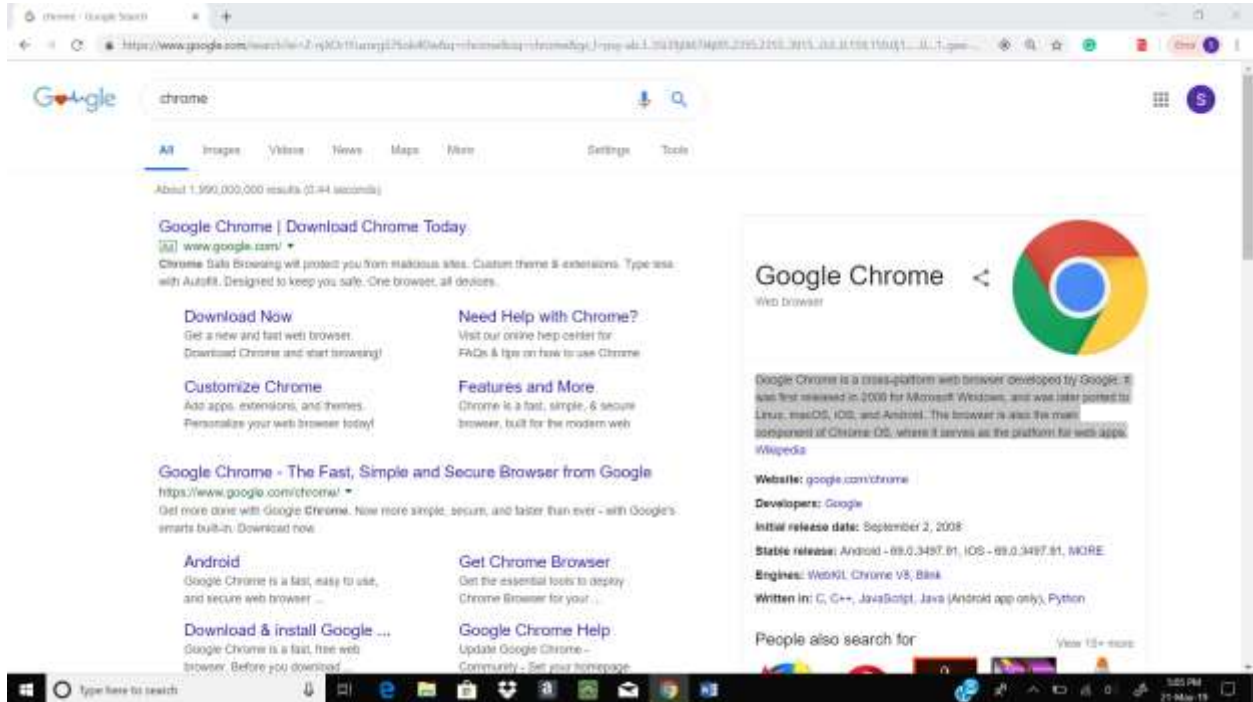 chrome - Google Search
https://www.google.com/
Google
chrome
All Images Videos News Maps More Settings Tools
About 1,990,000,000 results (0.44 seconds)
Google Chrome | Download Chrome Today
Ad www.google.com/
Chrome Safe Browsing will protect you from malicious sites. Custom theme & extensions. Type less
with Autofill. Designed to keep you safe. One browser, all devices.
Download Now
Get a new and fast web browser.
Download Chrome and start browsing!
Need Help with Chrome?
Visit our online help center for
FAQs & tips on how to use Chrome
Customize Chrome
Add apps, extensions, and themes.
Personalize your web browser today!
Features and More
Chrome is a fast, simple, & secure
browser, built for the modern web
Google Chrome - The Fast, Simple and Secure Browser from Google
https://www.google.com/chrome/
Get more done with Google Chrome. Now more simple, secure, and faster than ever - with Google's
smarts built-in. Download now.
Android
Google Chrome is a fast, easy to use,
and secure web browser ...
Get Chrome Browser
Get the essential tools to deploy
Chrome Browser for your ...
Download & install Google ...
Google Chrome is a fast, free web
browser. Before you download
Google Chrome Help
Update Google Chrome -
Community - Set your homepage
Error S
S
Google Chrome
Web browser
Google Chrome is a cross-platform web browser developed by Google. It
was first released in 2008 for Microsoft Windows, and was later ported to
Linux, macOS, iOS, and Android. The browser is also the main
component of Chrome OS, where it serves as the platform for web apps.
Wikipedia
Website: google.com/chrome
Developers: Google
Initial release date: September 2, 2008
Stable release: Android - 69.0.3497.91, iOS - 69.0.3497.91, MORE
Engines: WebKit, Chrome V8, Blink
Written in: C, C++, JavaScript, Java (Android app only), Python
People also search for
View 15+ more
Type here to search
5:05 PM
21-May-19